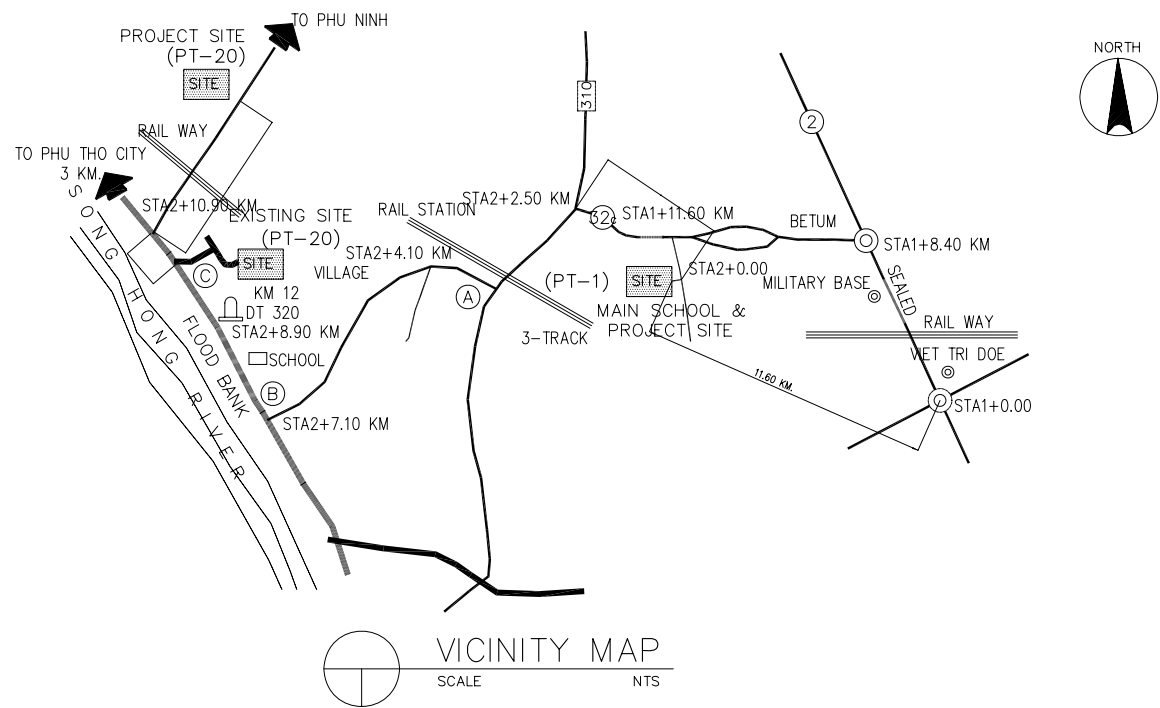 TO PHU NINH
PROJECT SITE
(PT-20)
SITE
NORTH
310
2
RAIL WAY
TO PHU THO CITY
3 KM.
STA2+10.90 KM
EXISTING SITE
(PT-20)
SITE
RAIL STATION
STA2+2.50 KM
32c
STA1+11.60 KM
BETUM
STA1+8.40 KM
STA2+4.10 KM
VILLAGE
A
C
KM 12
DT 320
STA2+8.90 KM
SCHOOL
FLOOD BANK
B
STA2+7.10 KM
SONG HONG RIVER
3-TRACK
(PT-1)
SITE
STA2+0.00
MAIN SCHOOL &
PROJECT SITE
MILITARY BASE
SEALED
RAIL WAY
VIET TRI DOE
11.60 KM.
STA1+0.00
VICINITY MAP
SCALE NTS